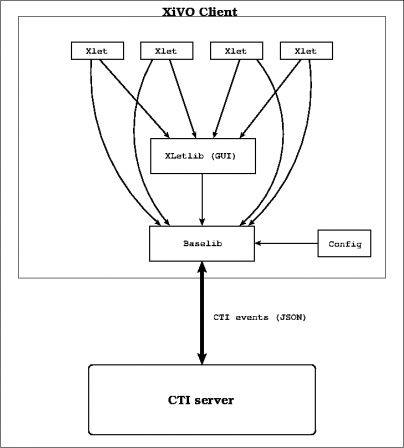 XiVO Client
Xlet Xlet Xlet Xlet
XLetlib (GUI)
Baselib
Config
CTI events (JSON)
CTI server